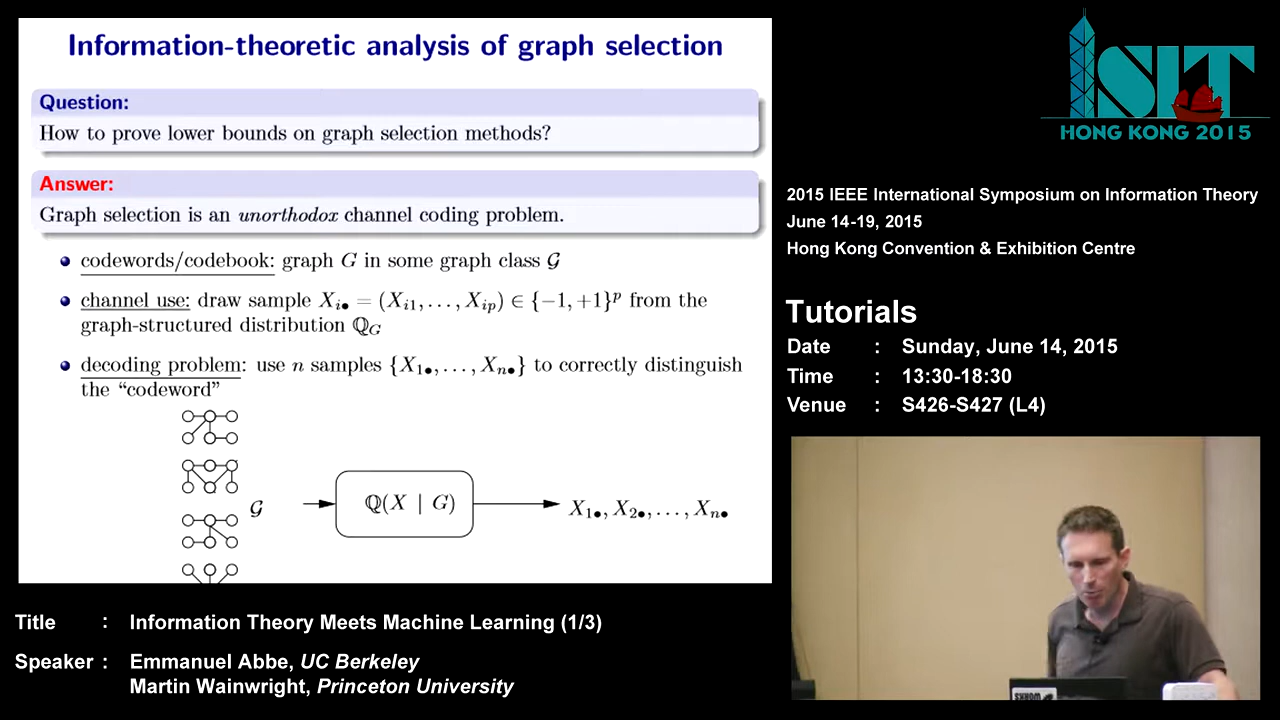 Information-theoretic analysis of graph selection
Question:
How to prove lower bounds on graph selection methods?
Answer:
Graph selection is an unorthodox channel coding problem.
codewords/codebook: graph G in some graph class 𝒢
channel use: draw sample X_{i•} = (X_{i1}, . . . , X_{ip}) ∈ {−1, +1}^p from the
graph-structured distribution ℚ_G
decoding problem: use n samples {X_{1•}, . . . , X_{n•}} to correctly distinguish
the “codeword”
𝒢
ℚ(X | G)
X_{1•}, X_{2•}, . . . , X_{n•}
ISIT
HONG KONG 2015
2015 IEEE International Symposium on Information Theory
June 14-19, 2015
Hong Kong Convention & Exhibition Centre
Tutorials
Date : Sunday, June 14, 2015
Time : 13:30-18:30
Venue : S426-S427 (L4)
Title : Information Theory Meets Machine Learning (1/3)
Speaker : Emmanuel Abbe, UC Berkeley
Martin Wainwright, Princeton University